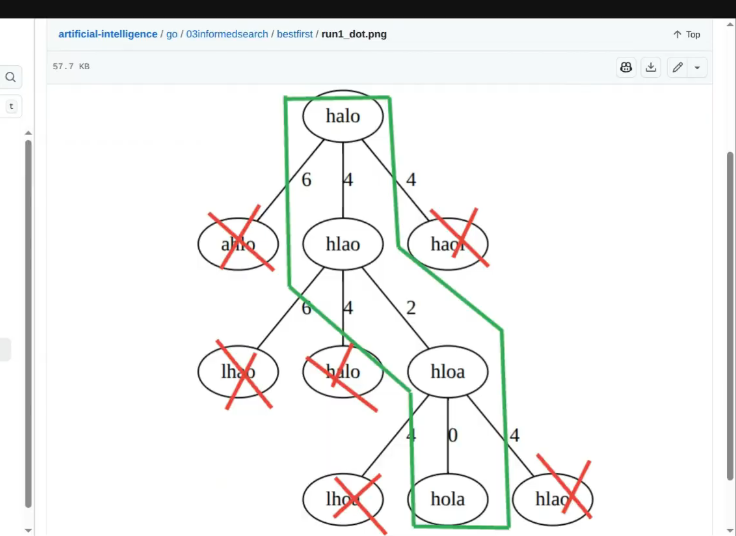 artificial-intelligence / go / 03informedsearch / bestfirst / run1_dot.png
Top
57.7 KB
t
halo
6 4 4
ahlo hlao haol
6 4 2
lhao halo hloa
4 0 4
lhoa hola hlao